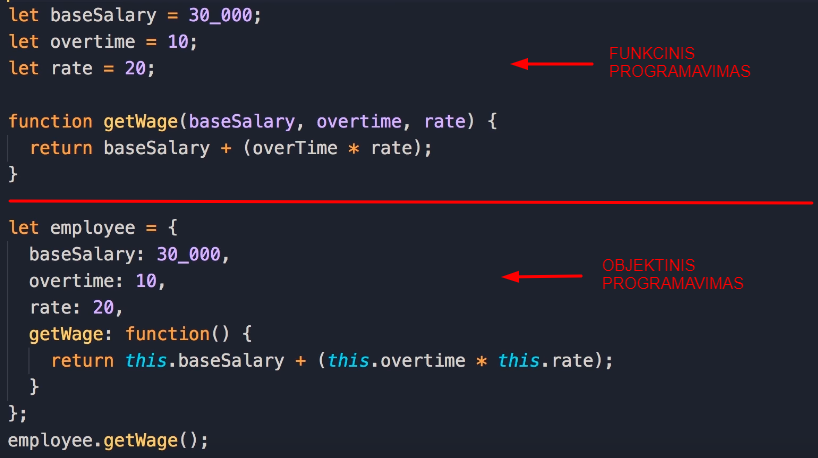 let baseSalary = 30_000;
let overtime = 10;
let rate = 20;
FUNKCINIS
PROGRAMAVIMAS
function getWage(baseSalary, overtime, rate) {
return baseSalary + (overTime * rate);
}
let employee = {
baseSalary: 30_000,
overtime: 10,
rate: 20,
OBJEKTINIS
PROGRAMAVIMAS
getWage: function() {
return this.baseSalary + (this.overtime * this.rate);
}
};
employee.getWage();